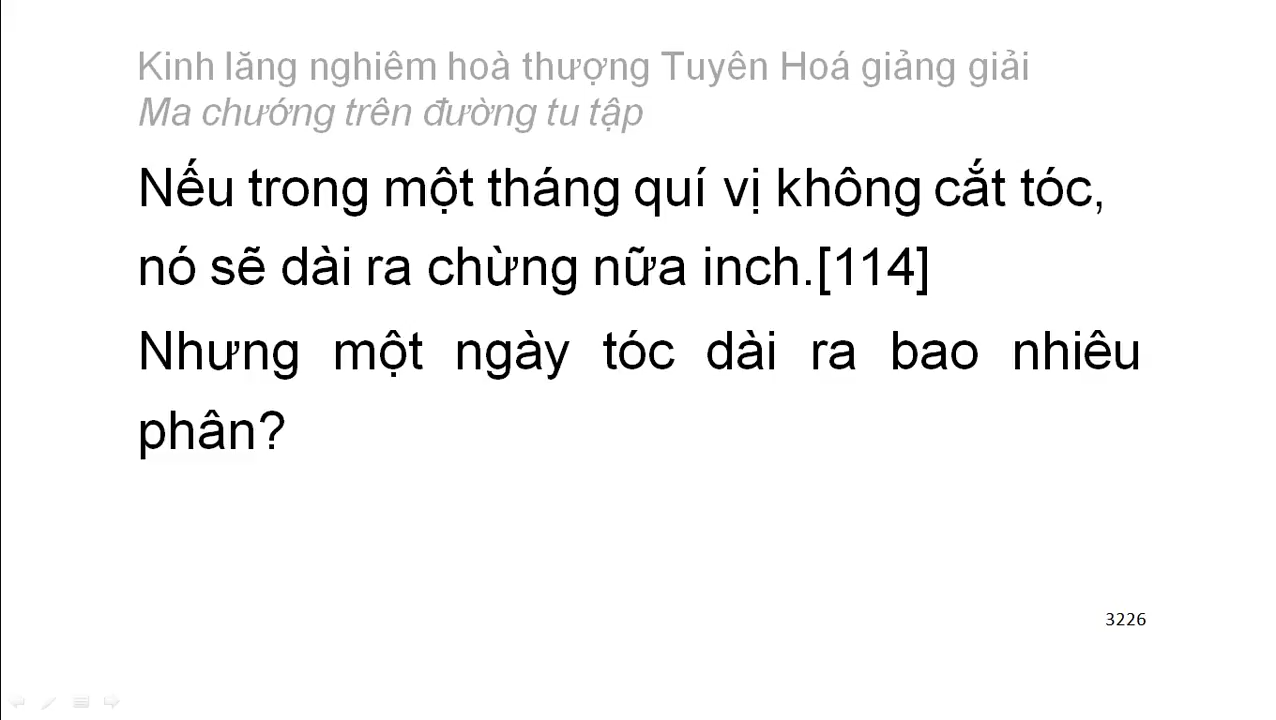 Kinh lăng nghiêm hoà thượng Tuyên Hoá giảng giải
Ma chướng trên đường tu tập
Nếu trong một tháng quí vị không cắt tóc,
nó sẽ dài ra chừng nữa inch.[114]
Nhưng một ngày tóc dài ra bao nhiêu
phân?
3226